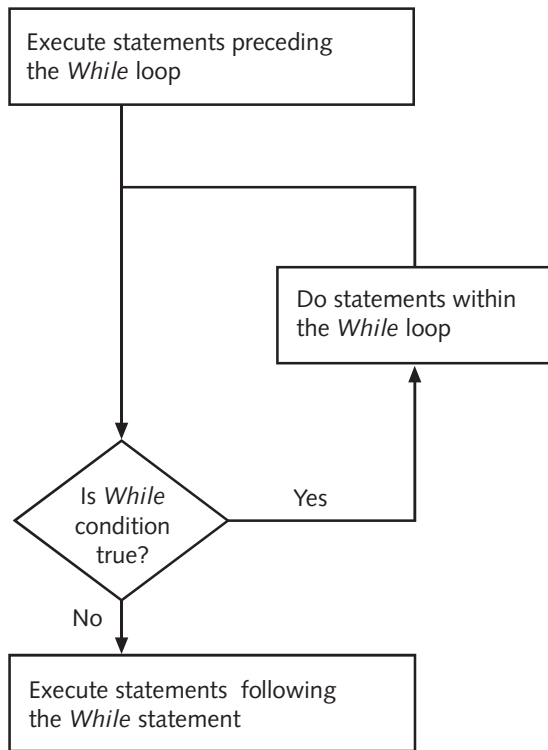 Execute statements preceding
the While loop
Do statements within
the While loop
Is While
condition
true?
Yes
No
Execute statements following
the While statement